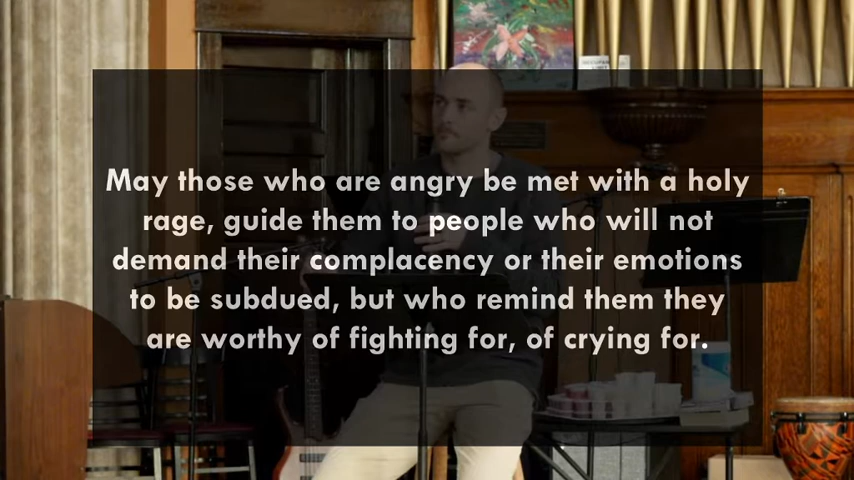 May those who are angry be met with a holy
rage, guide them to people who will not
demand their complacency or their emotions
to be subdued, but who remind them they
are worthy of fighting for, of crying for.